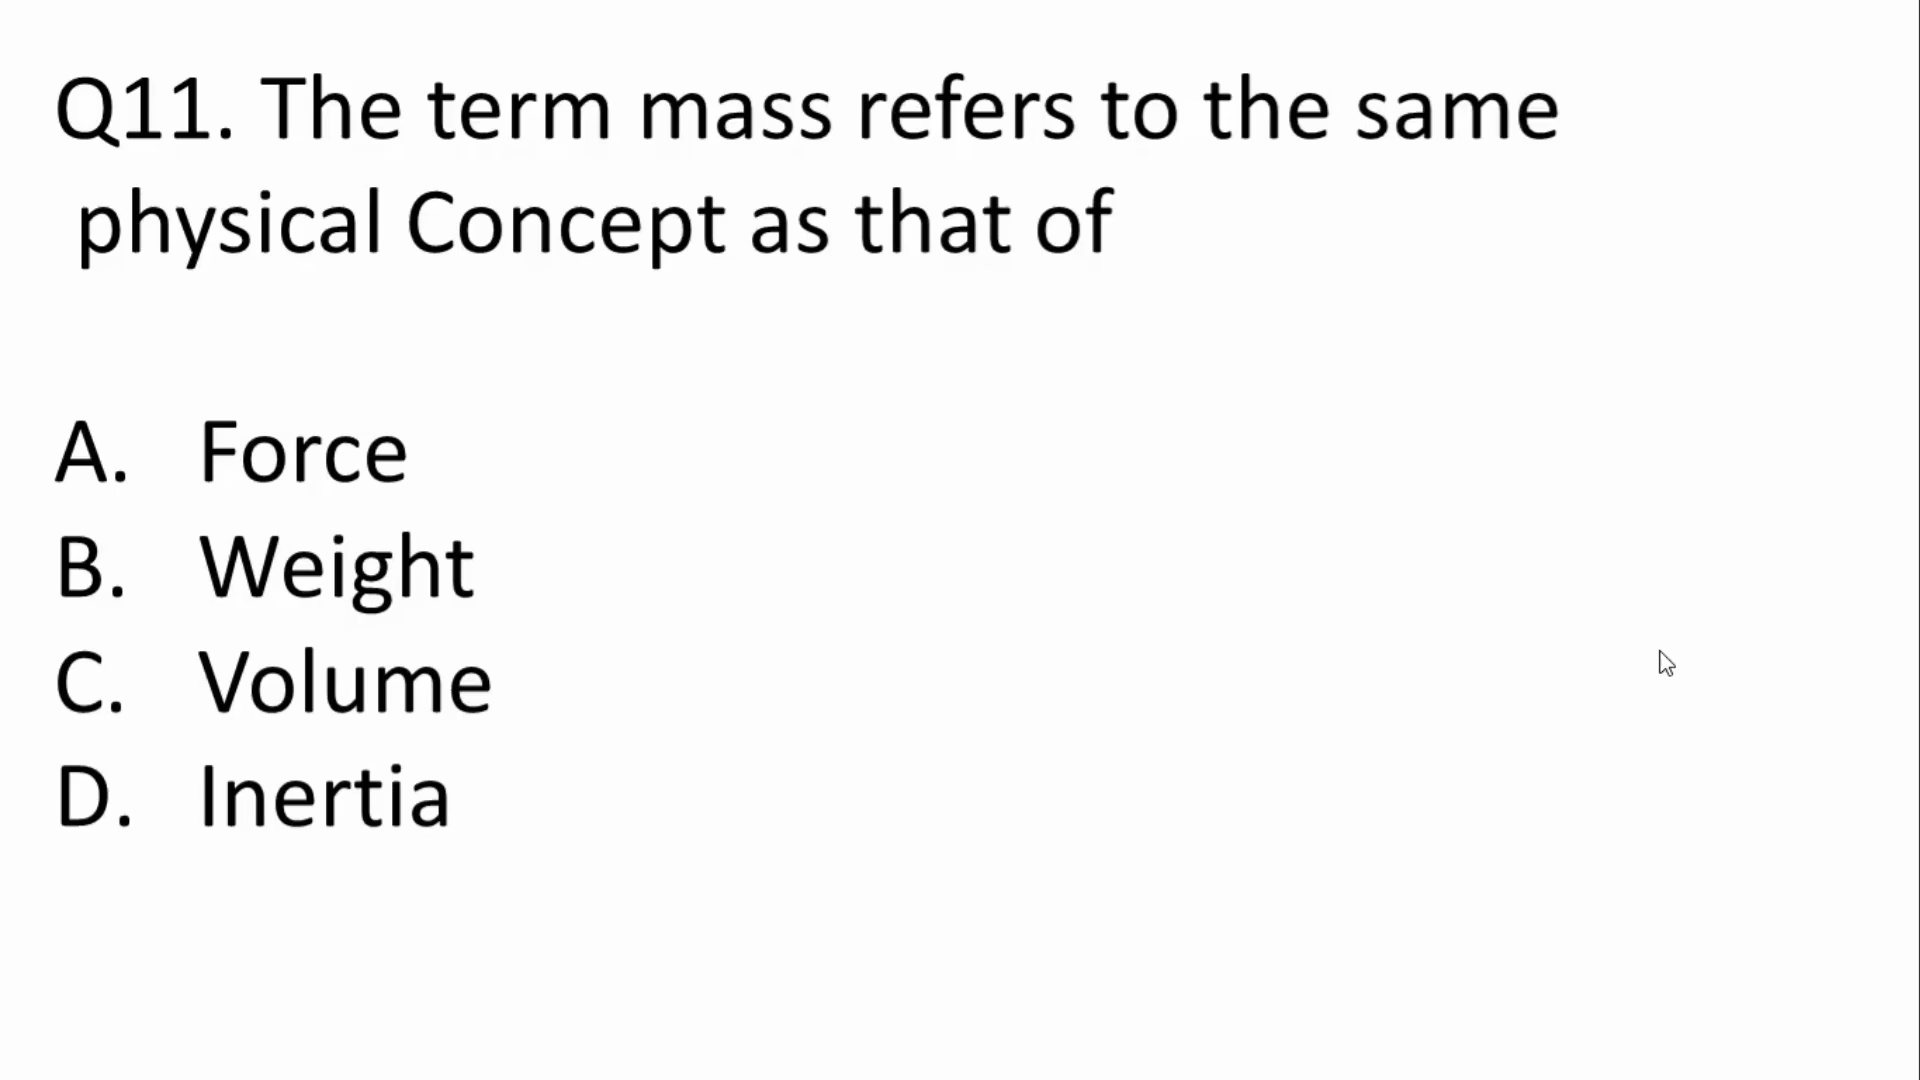 Q11. The term mass refers to the same
physical Concept as that of
A. Force
B. Weight
C. Volume
D. Inertia